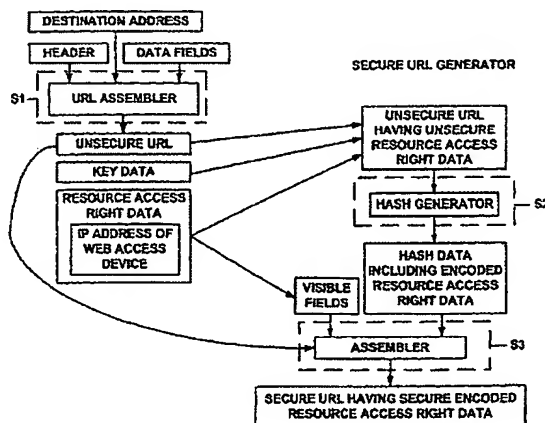 DESTINATION ADDRESS
HEADER
DATA FIELDS
SECURE URL GENERATOR
S1
URL ASSEMBLER
UNSECURE URL
KEY DATA
RESOURCE ACCESS
RIGHT DATA
IP ADDRESS OF
WEB ACCESS
DEVICE
UNSECURE URL
HAVING UNSECURE
RESOURCE ACCESS
RIGHT DATA
HASH GENERATOR
S2
HASH DATA
INCLUDING ENCODED
RESOURCE ACCESS
RIGHT DATA
VISIBLE
FIELDS
ASSEMBLER
S3
SECURE URL HAVING SECURE ENCODED
RESOURCE ACCESS RIGHT DATA